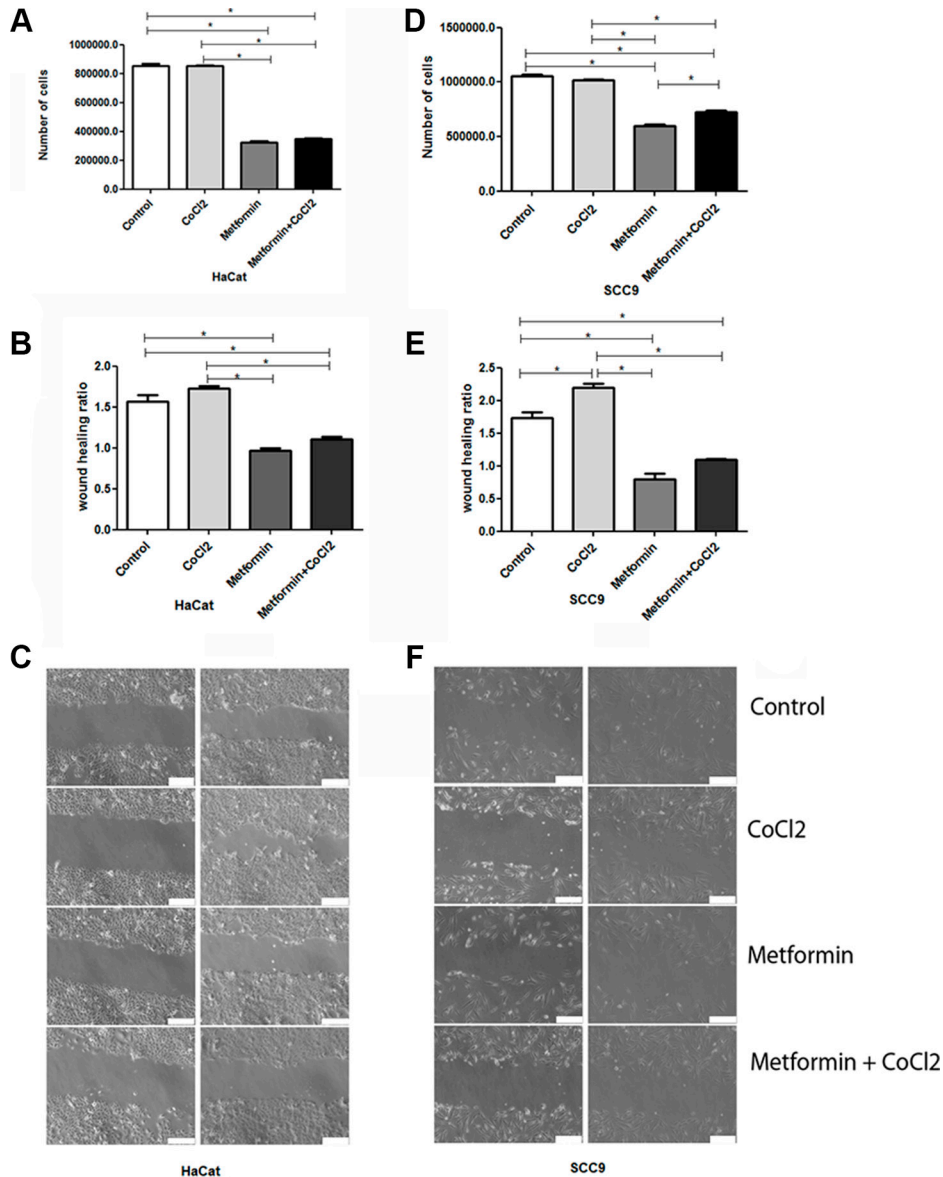 A
*
*
*
*
1000000.0
800000.0
600000.0
400000.0
200000.0
0.0
Number of cells
Control
CoCl2
Metformin
Metformin+CoCl2
HaCat
D
*
*
*
*
*
1500000.0
1000000.0
500000.0
0.0
Number of cells
Control
CoCl2
Metformin
Metformin+CoCl2
SCC9
B
*
*
*
*
2.0
1.5
1.0
0.5
0.0
wound healing ratio
Control
CoCl2
Metformin
Metformin+CoCl2
HaCat
E
*
*
*
*
*
2.5
2.0
1.5
1.0
0.5
0.0
wound healing ratio
Control
CoCl2
Metformin
Metformin+CoCl2
SCC9
C
F
Control
CoCl2
Metformin
Metformin + CoCl2
HaCat
SCC9